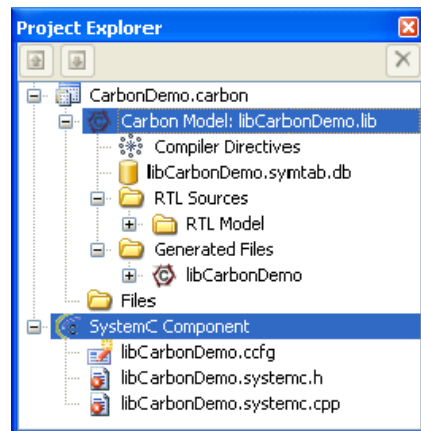 Project Explorer
CarbonDemo.carbon
Carbon Model: libCarbonDemo.lib
Compiler Directives
libCarbonDemo.symtab.db
RTL Sources
RTL Model
Generated Files
libCarbonDemo
Files
SystemC Component
libCarbonDemo.ccfg
libCarbonDemo.systemc.h
libCarbonDemo.systemc.cpp